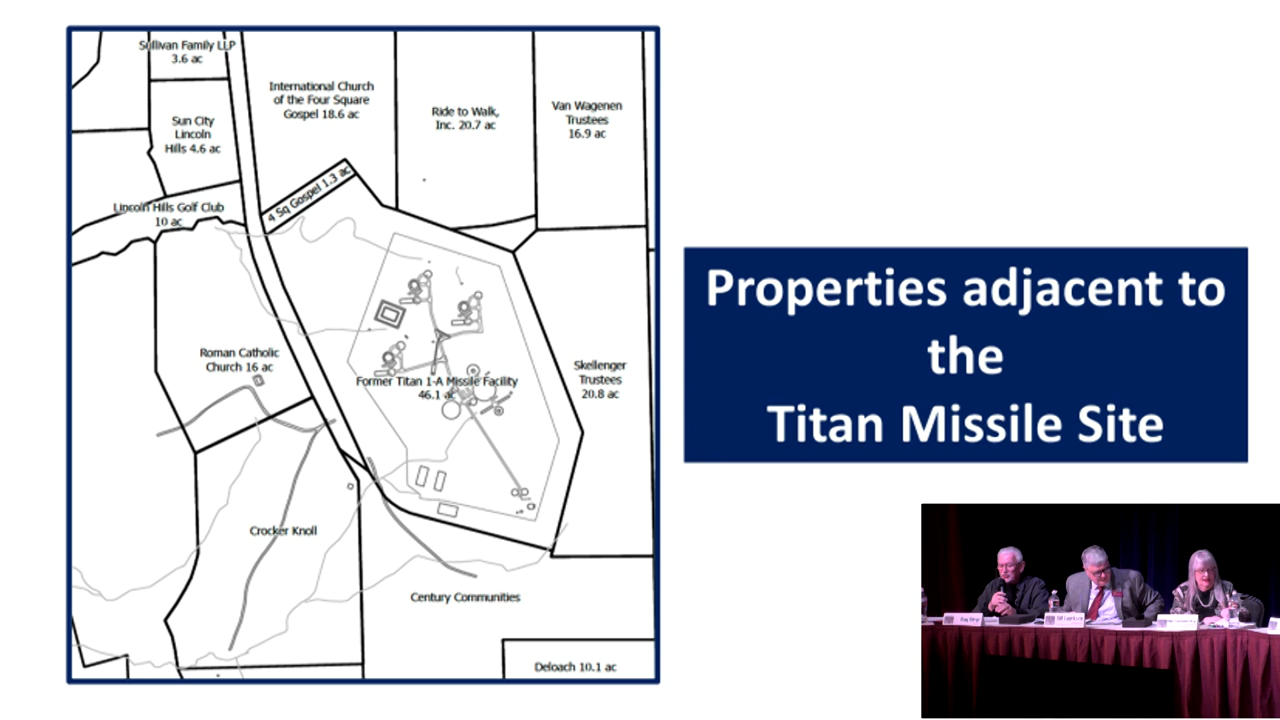 Sullivan Family LLP
3.6 ac
International Church
of the Four Square
Gospel 18.6 ac
Ride to Walk,
Inc. 20.7 ac
Van Wagenen
Trustees
16.9 ac
Sun City
Lincoln
Hills 4.6 ac
4 Sq Gospel 1.3 ac
Lincoln Hills Golf Club
10 ac
Roman Catholic
Church 16 ac
Former Titan 1-A Missile Facility
46.1 ac
Skellenger
Trustees
20.8 ac
Crocker Knoll
Century Communities
Deloach 10.1 ac
Properties adjacent to
the
Titan Missile Site